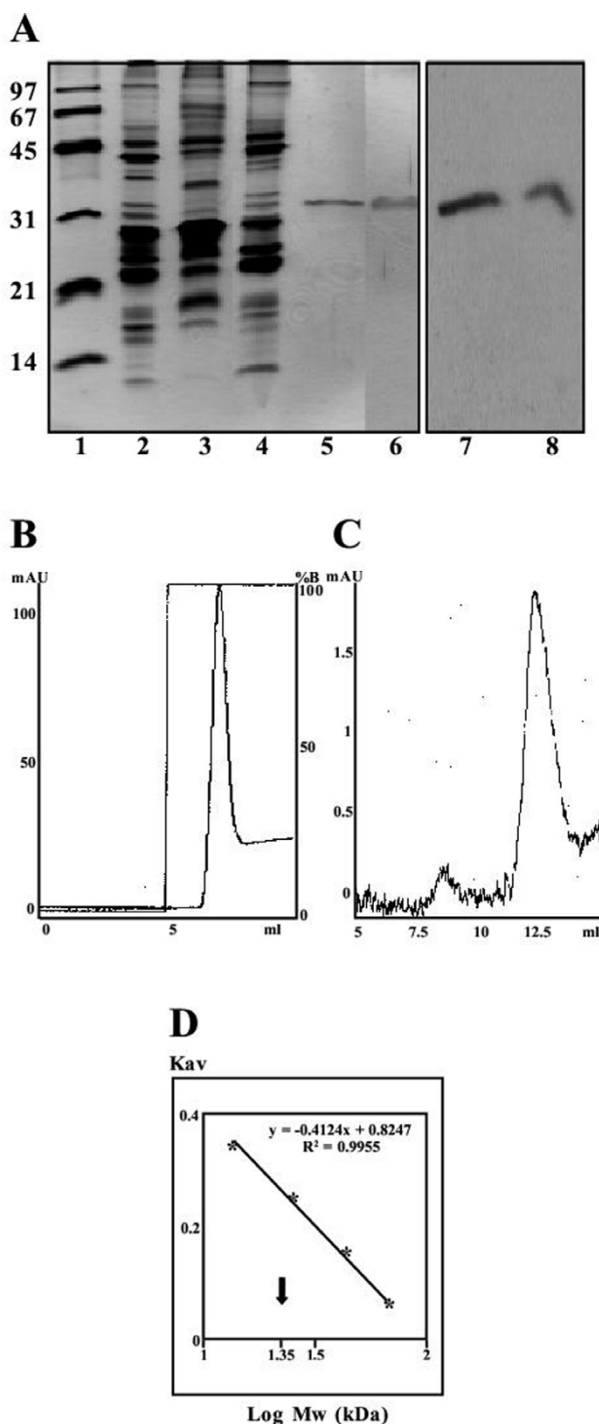 A
97
67
45
31
21
14
1 2 3 4 5 6 7 8
B
C
mAU %B mAU
100 100
50 50
0 0
0 5 ml
1.5
1
0.5
0
5 7.5 10 12.5 ml
D
Kav
0.4
y = -0.4124x + 0.8247
R² = 0.9955
0.2
0
1 1.35 1.5 2
Log Mw (kDa)